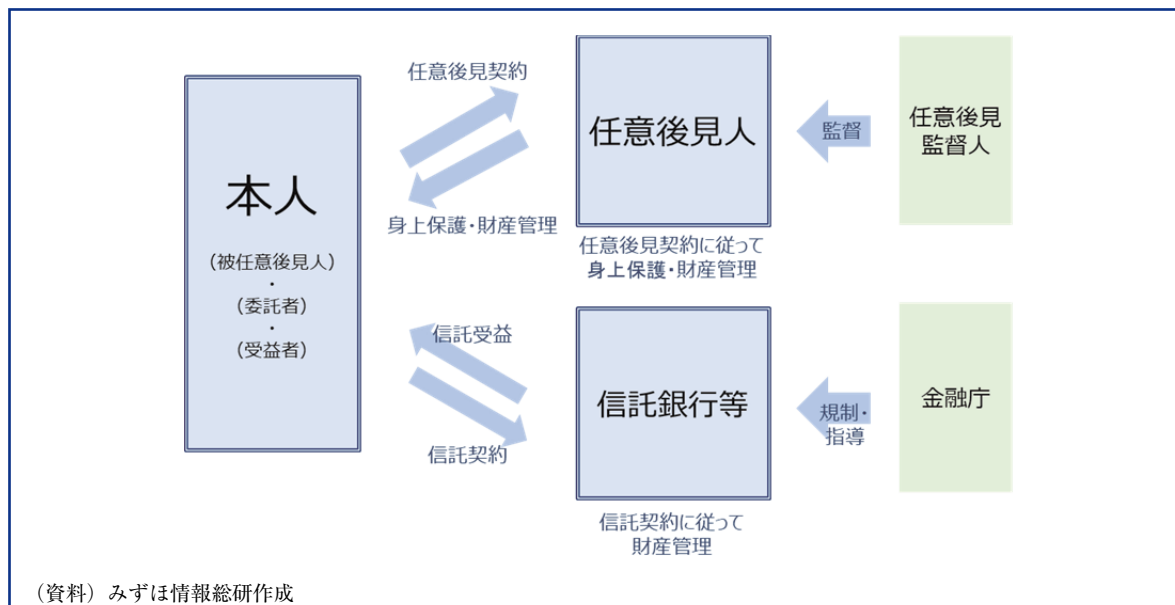 本人
(被任意後見人)
・
(委託者)
・
(受益者)
任意後見契約
身上保護・財産管理
任意後見人
任意後見契約に従って
身上保護・財産管理
監督
任意後見
監督人
信託受益
信託契約
信託銀行等
信託契約に従って
財産管理
規制・
指導
金融庁
（資料）みずほ情報総研作成